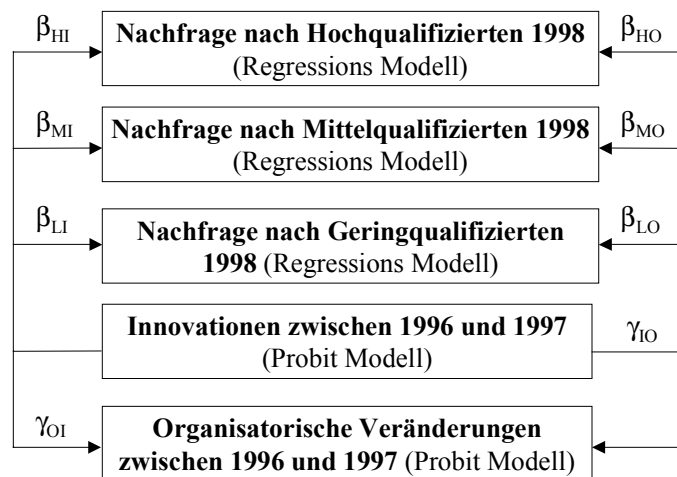 β_HI Nachfrage nach Hochqualifizierten 1998 β_HO
(Regressions Modell)
β_MI Nachfrage nach Mittelqualifizierten 1998 β_MO
(Regressions Modell)
β_LI Nachfrage nach Geringqualifizierten β_LO
1998 (Regressions Modell)
Innovationen zwischen 1996 und 1997 γ_IO
(Probit Modell)
γ_OI Organisatorische Veränderungen
zwischen 1996 und 1997 (Probit Modell)